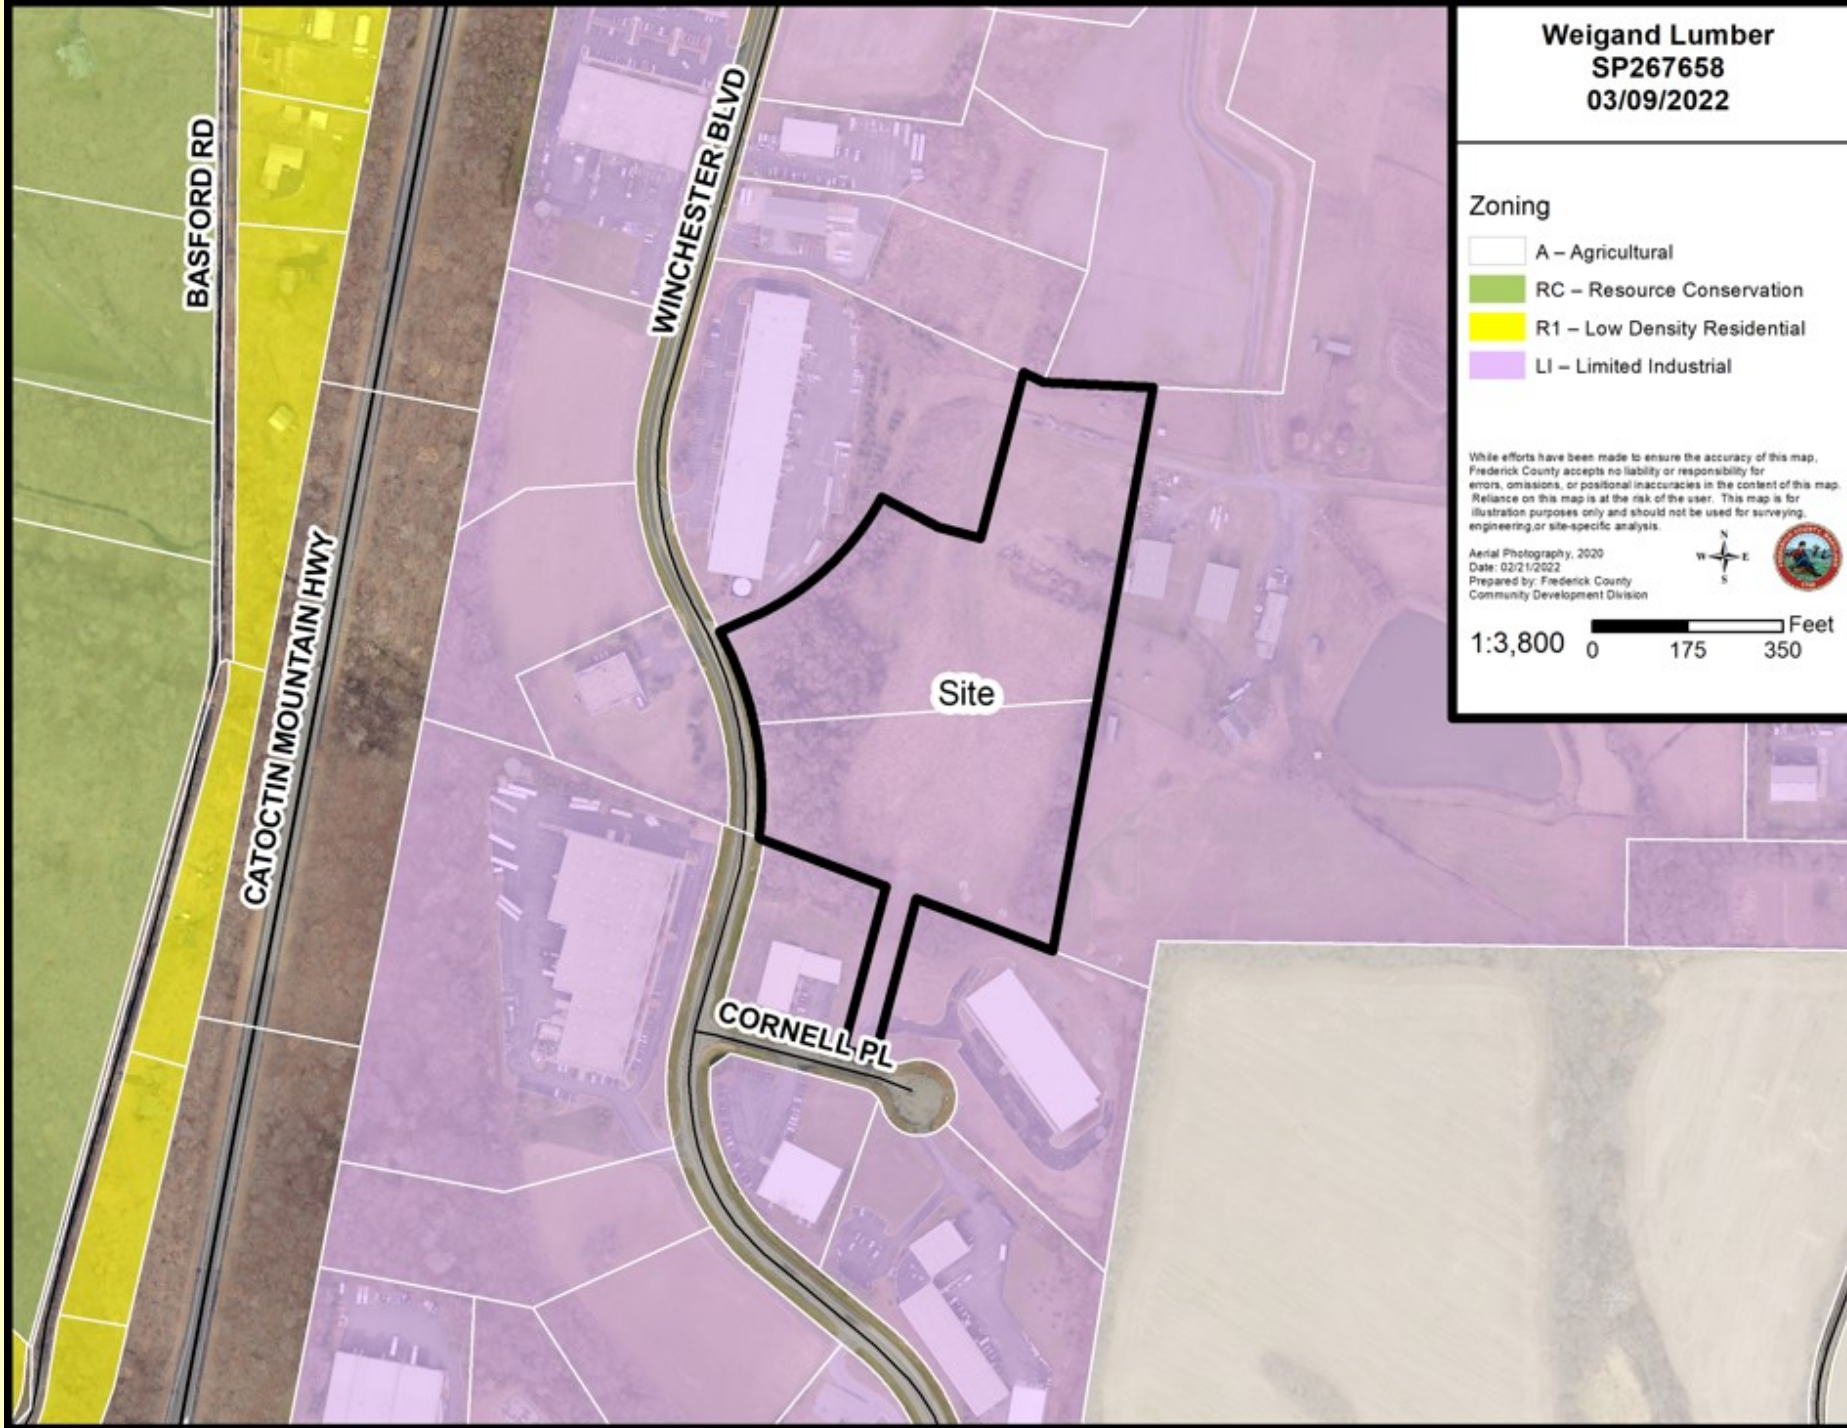 Weigand Lumber
SP267658
03/09/2022
Zoning
A – Agricultural
RC – Resource Conservation
R1 – Low Density Residential
LI – Limited Industrial
While efforts have been made to ensure the accuracy of this map,
Frederick County accepts no liability or responsibility for
errors, omissions, or positional inaccuracies in the content of this map.
Reliance on this map is at the risk of the user. This map is for
illustration purposes only and should not be used for surveying,
engineering,or site-specific analysis.
Aerial Photography, 2020
Date: 02/21/2022
Prepared by: Frederick County
Community Development Division
N
W E
S
1:3,800
Feet
0 175 350
BASFORD RD
WINCHESTER BLVD
CATOCTIN MOUNTAIN HWY
Site
CORNELL PL